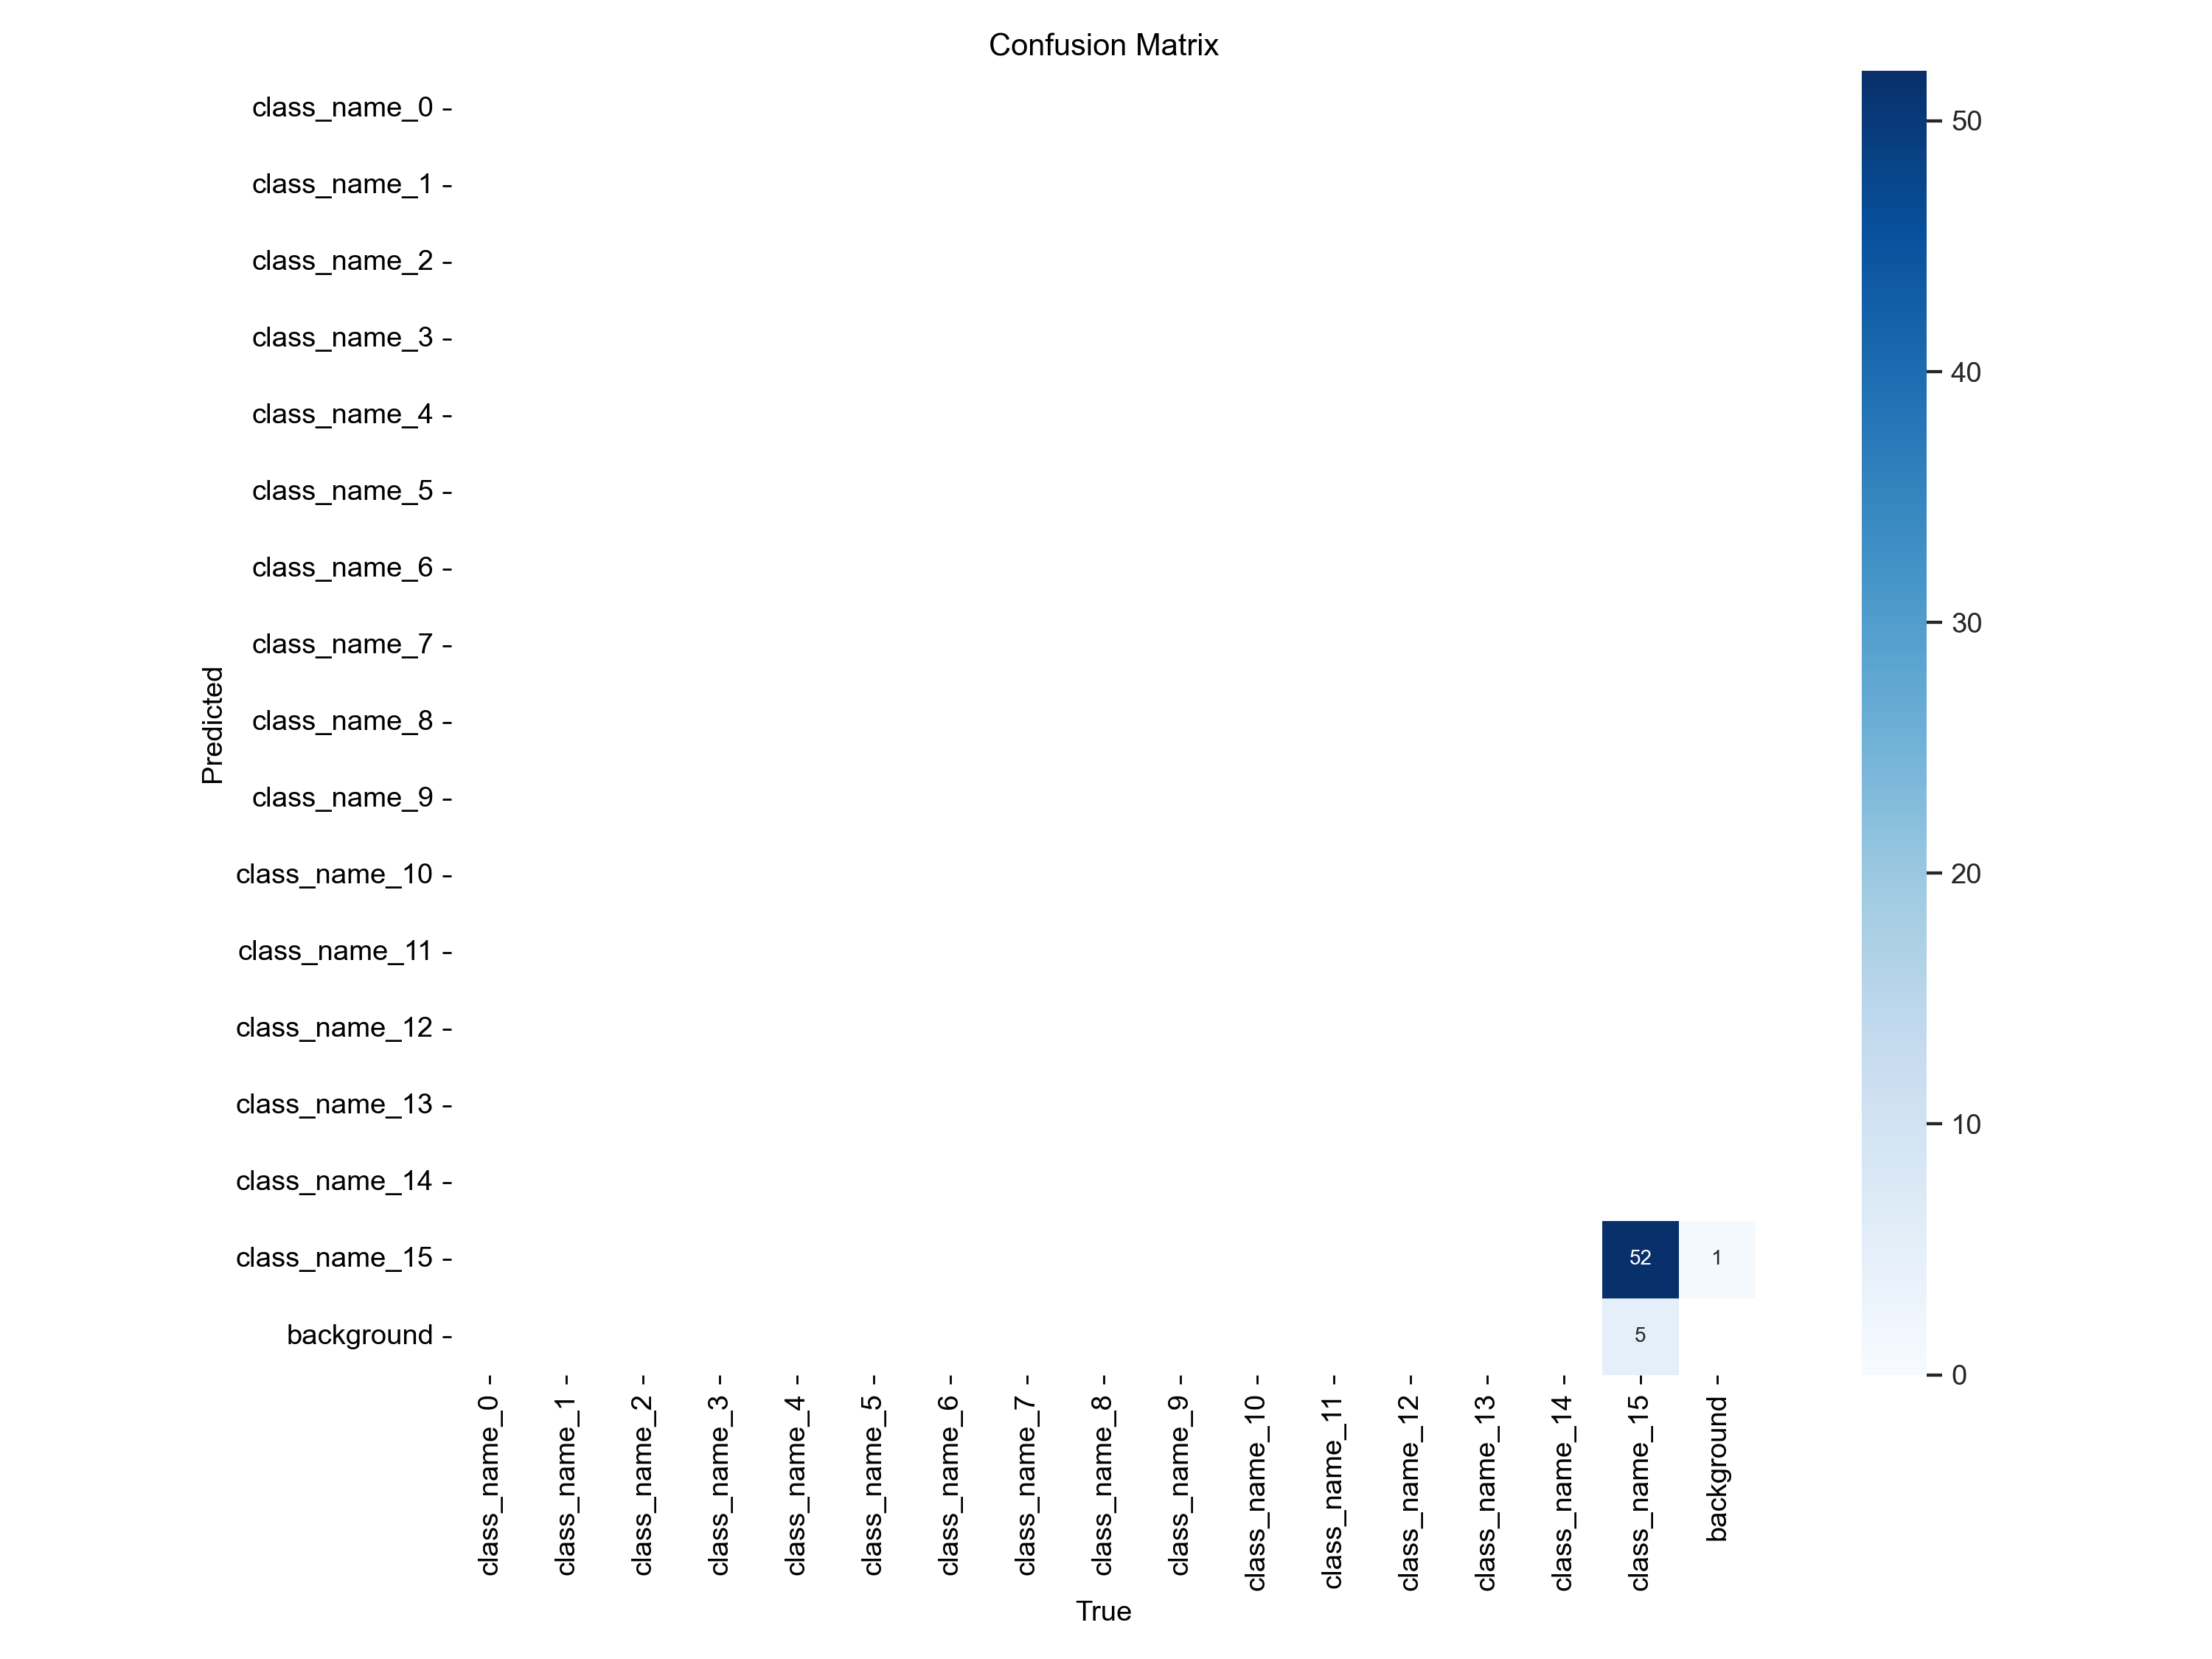 Confusion Matrix
class_name_0
class_name_1
class_name_2
class_name_3
class_name_4
class_name_5
class_name_6
class_name_7
class_name_8
class_name_9
class_name_10
class_name_11
class_name_12
class_name_13
class_name_14
class_name_15
background
Predicted
52
1
5
class_name_0
class_name_1
class_name_2
class_name_3
class_name_4
class_name_5
class_name_6
class_name_7
class_name_8
class_name_9
class_name_10
class_name_11
class_name_12
class_name_13
class_name_14
class_name_15
background
True
50
40
30
20
10
0